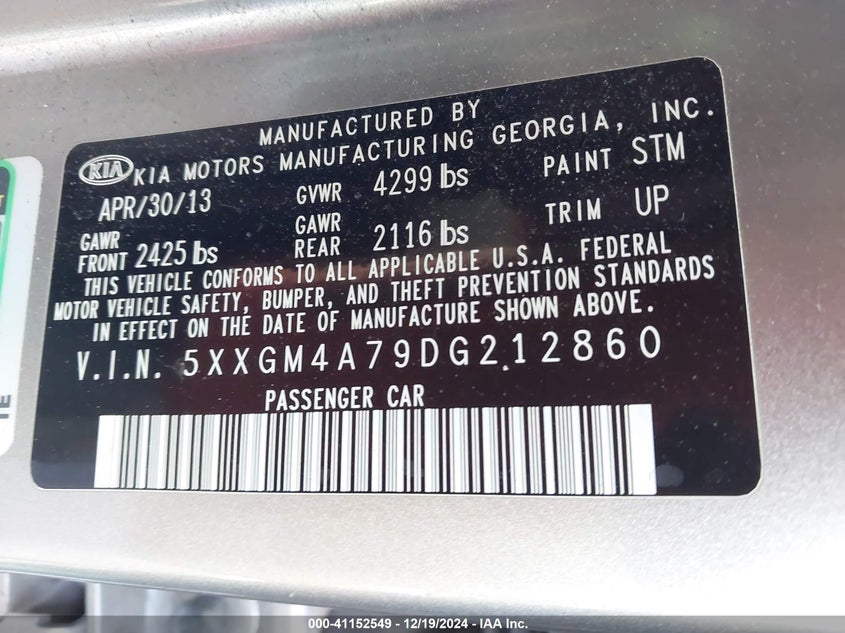 MANUFACTURED BY
KIA KIA MOTORS MANUFACTURING GEORGIA, INC.
APR/30/13 GVWR 4299 lbs PAINT STM
GAWR FRONT 2425 lbs GAWR REAR 2116 lbs TRIM UP
THIS VEHICLE CONFORMS TO ALL APPLICABLE U.S.A. FEDERAL
MOTOR VEHICLE SAFETY, BUMPER, AND THEFT PREVENTION STANDARDS
IN EFFECT ON THE DATE OF MANUFACTURE SHOWN ABOVE.
V.I.N. 5XXGM4A79DG212860
PASSENGER CAR
000-41152549 - 12/19/2024 - IAA Inc.